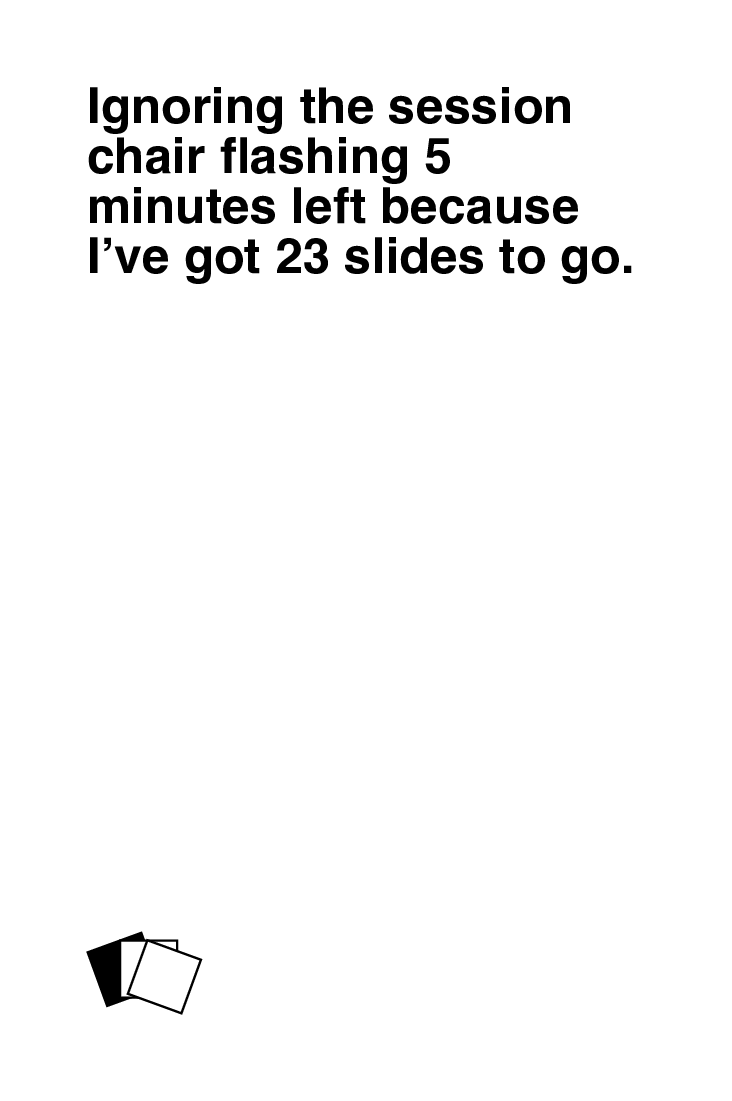 Ignoring the session
chair flashing 5
minutes left because
I’ve got 23 slides to go.